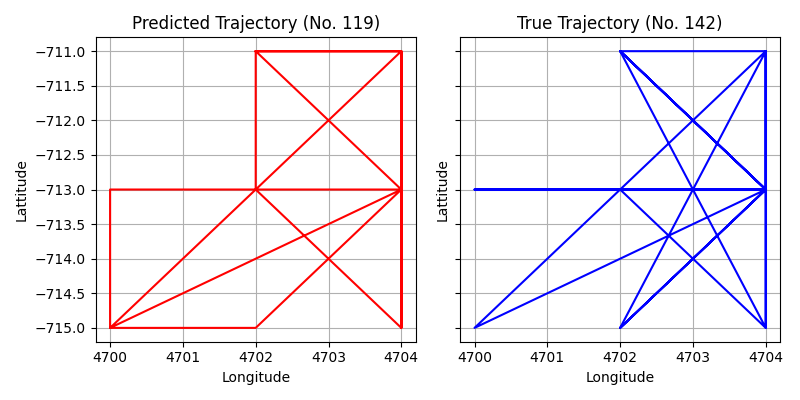 Predicted Trajectory (No. 119)
True Trajectory (No. 142)
−711.0
−711.5
−712.0
−712.5
−713.0
−713.5
−714.0
−714.5
−715.0
Lattitude
Lattitude
4700 4701 4702 4703 4704
4700 4701 4702 4703 4704
Longitude
Longitude